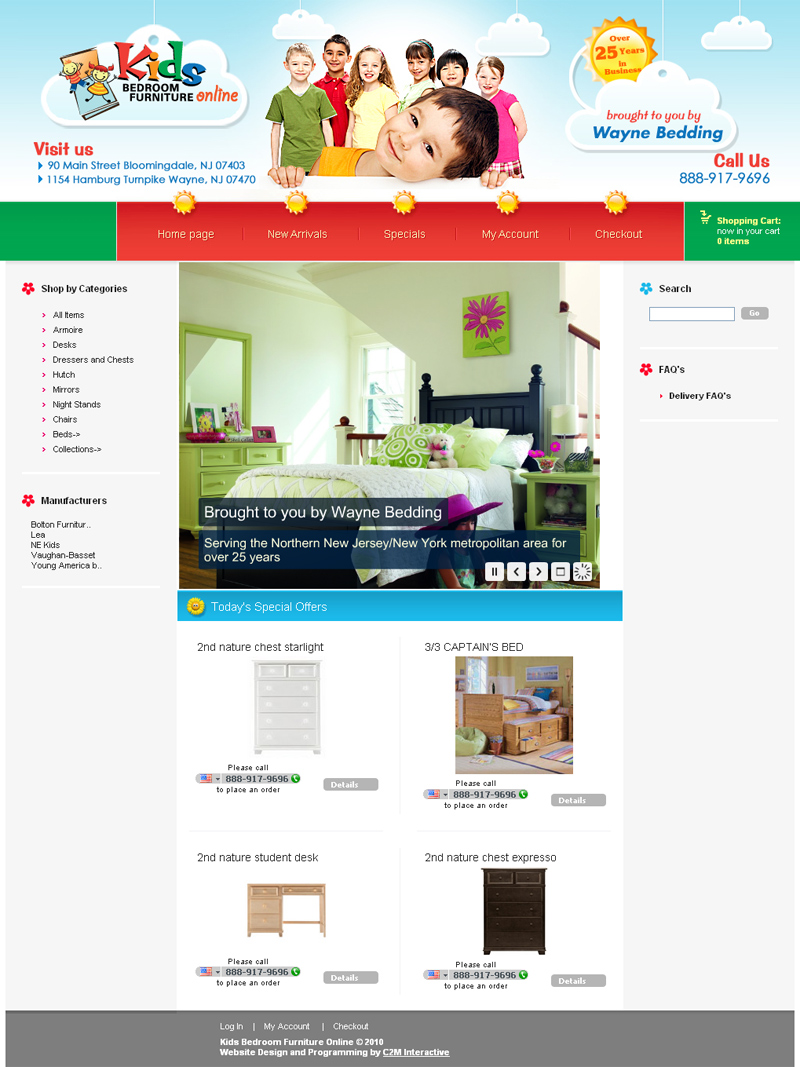 Kids
BEDROOM
FURNITURE online
Over
25 Years
in
Business
brought to you by
Wayne Bedding
Visit us
90 Main Street Bloomingdale, NJ 07403
1154 Hamburg Turnpike Wayne, NJ 07470
Call Us
888-917-9696
Home page
New Arrivals
Specials
My Account
Checkout
Shopping Cart:
now in your cart
0 items
Shop by Categories
All Items
Armoire
Desks
Dressers and Chests
Hutch
Mirrors
Night Stands
Chairs
Beds->
Collections->
Manufacturers
Bolton Furnitur..
Lea
NE Kids
Vaughan-Basset
Young America b..
Brought to you by Wayne Bedding
Serving the Northern New Jersey/New York metropolitan area for
over 25 years
Search
Go
FAQ's
Delivery FAQ's
Today's Special Offers
2nd nature chest starlight
Please call
888-917-9696
to place an order
Details
3/3 CAPTAIN'S BED
Please call
888-917-9696
to place an order
Details
2nd nature student desk
Please call
888-917-9696
to place an order
Details
2nd nature chest expresso
Please call
888-917-9696
to place an order
Details
Log In | My Account | Checkout
Kids Bedroom Furniture Online © 2010
Website Design and Programming by C2M Interactive